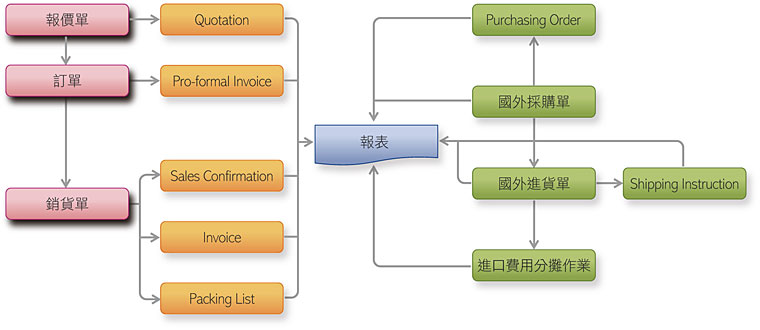 報價單
Quotation
訂單
Pro-formal Invoice
銷貨單
Sales Confirmation
Invoice
Packing List
報表
Purchasing Order
國外採購單
國外進貨單
Shipping Instruction
進口費用分攤作業